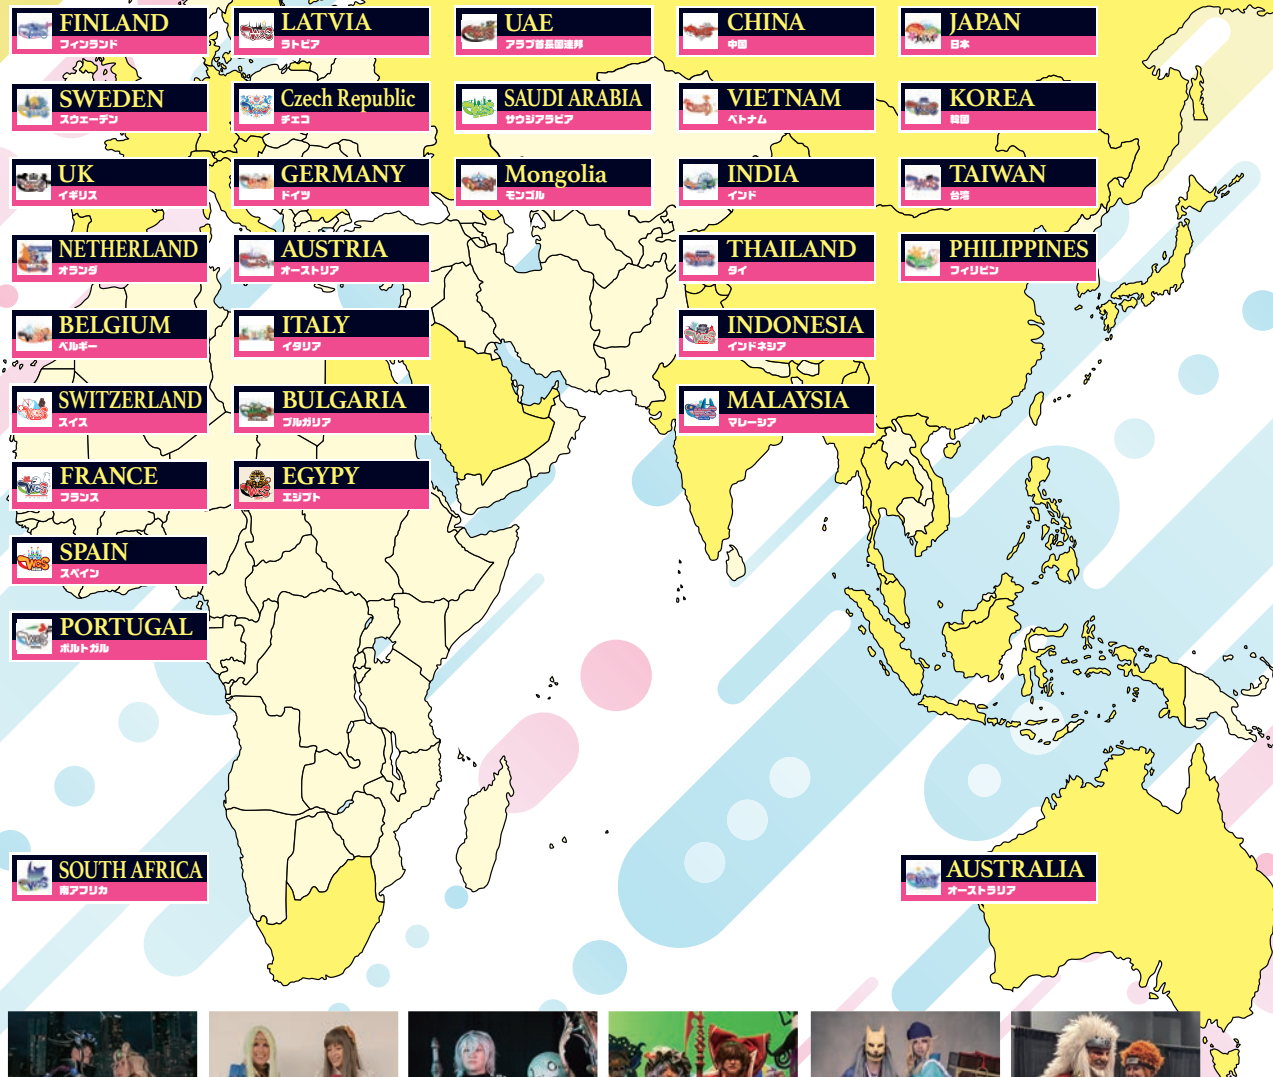 FINLAND
フィンランド
LATVIA
ラトビア
UAE
アラブ首長国連邦
CHINA
中国
JAPAN
日本
SWEDEN
スウェーデン
Czech Republic
チェコ
SAUDI ARABIA
サウジアラビア
VIETNAM
ベトナム
KOREA
韓国
UK
イギリス
GERMANY
ドイツ
Mongolia
モンゴル
INDIA
インド
TAIWAN
台湾
NETHERLAND
オランダ
AUSTRIA
オーストリア
THAILAND
タイ
PHILIPPINES
フィリピン
BELGIUM
ベルギー
ITALY
イタリア
INDONESIA
インドネシア
SWITZERLAND
スイス
BULGARIA
ブルガリア
MALAYSIA
マレーシア
FRANCE
フランス
EGYPY
エジプト
SPAIN
スペイン
PORTUGAL
ポルトガル
SOUTH AFRICA
南アフリカ
AUSTRALIA
オーストラリア